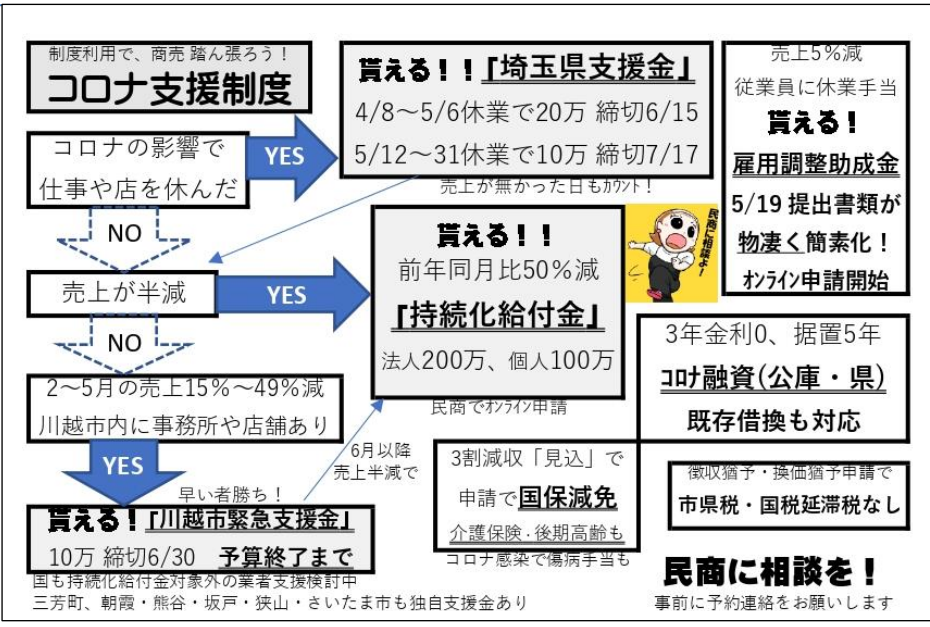 制度利用で、商売 踏ん張ろう！
コロナ支援制度
コロナの影響で
仕事や店を休んだ
YES
貰える！！『埼玉県支援金』
4/8～5/6休業で20万 締切6/15
5/12～31休業で10万 締切7/17
売上が無かった日もｶｳﾝﾄ！
NO
売上が半減
YES
貰える！！
前年同月比50％減
『持続化給付金』
法人200万、個人100万
民商でｵﾝﾗｲﾝ申請
民商に相談よ！
NO
2～5月の売上15％～49％減
川越市内に事務所や店舗あり
YES
早い者勝ち！
6月以降
売上半減で
貰える！『川越市緊急支援金』
10万 締切6/30 予算終了まで
国も持続化給付金対象外の業者支援検討中
三芳町、朝霞・熊谷・坂戸・狭山・さいたま市も独自支援金あり
売上5％減
従業員に休業手当
貰える！
雇用調整助成金
5/19 提出書類が
物凄く簡素化！
ｵﾝﾗｲﾝ申請開始
3年金利0、据置5年
ｺﾛﾅ融資(公庫・県)
既存借換も対応
3割減収「見込」で
申請で国保減免
介護保険・後期高齢も
コロナ感染で傷病手当も
徴収猶予・換価猶予申請で
市県税・国税延滞税なし
民商に相談を！
事前に予約連絡をお願いします